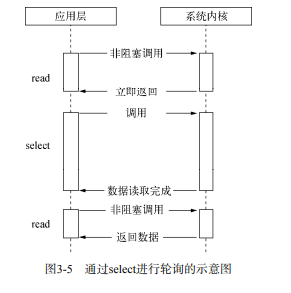 应用层 系统内核
非阻塞调用
read
立即返回
调用
select
数据读取完成
非阻塞调用
read
返回数据
图3-5 通过select进行轮询的示意图